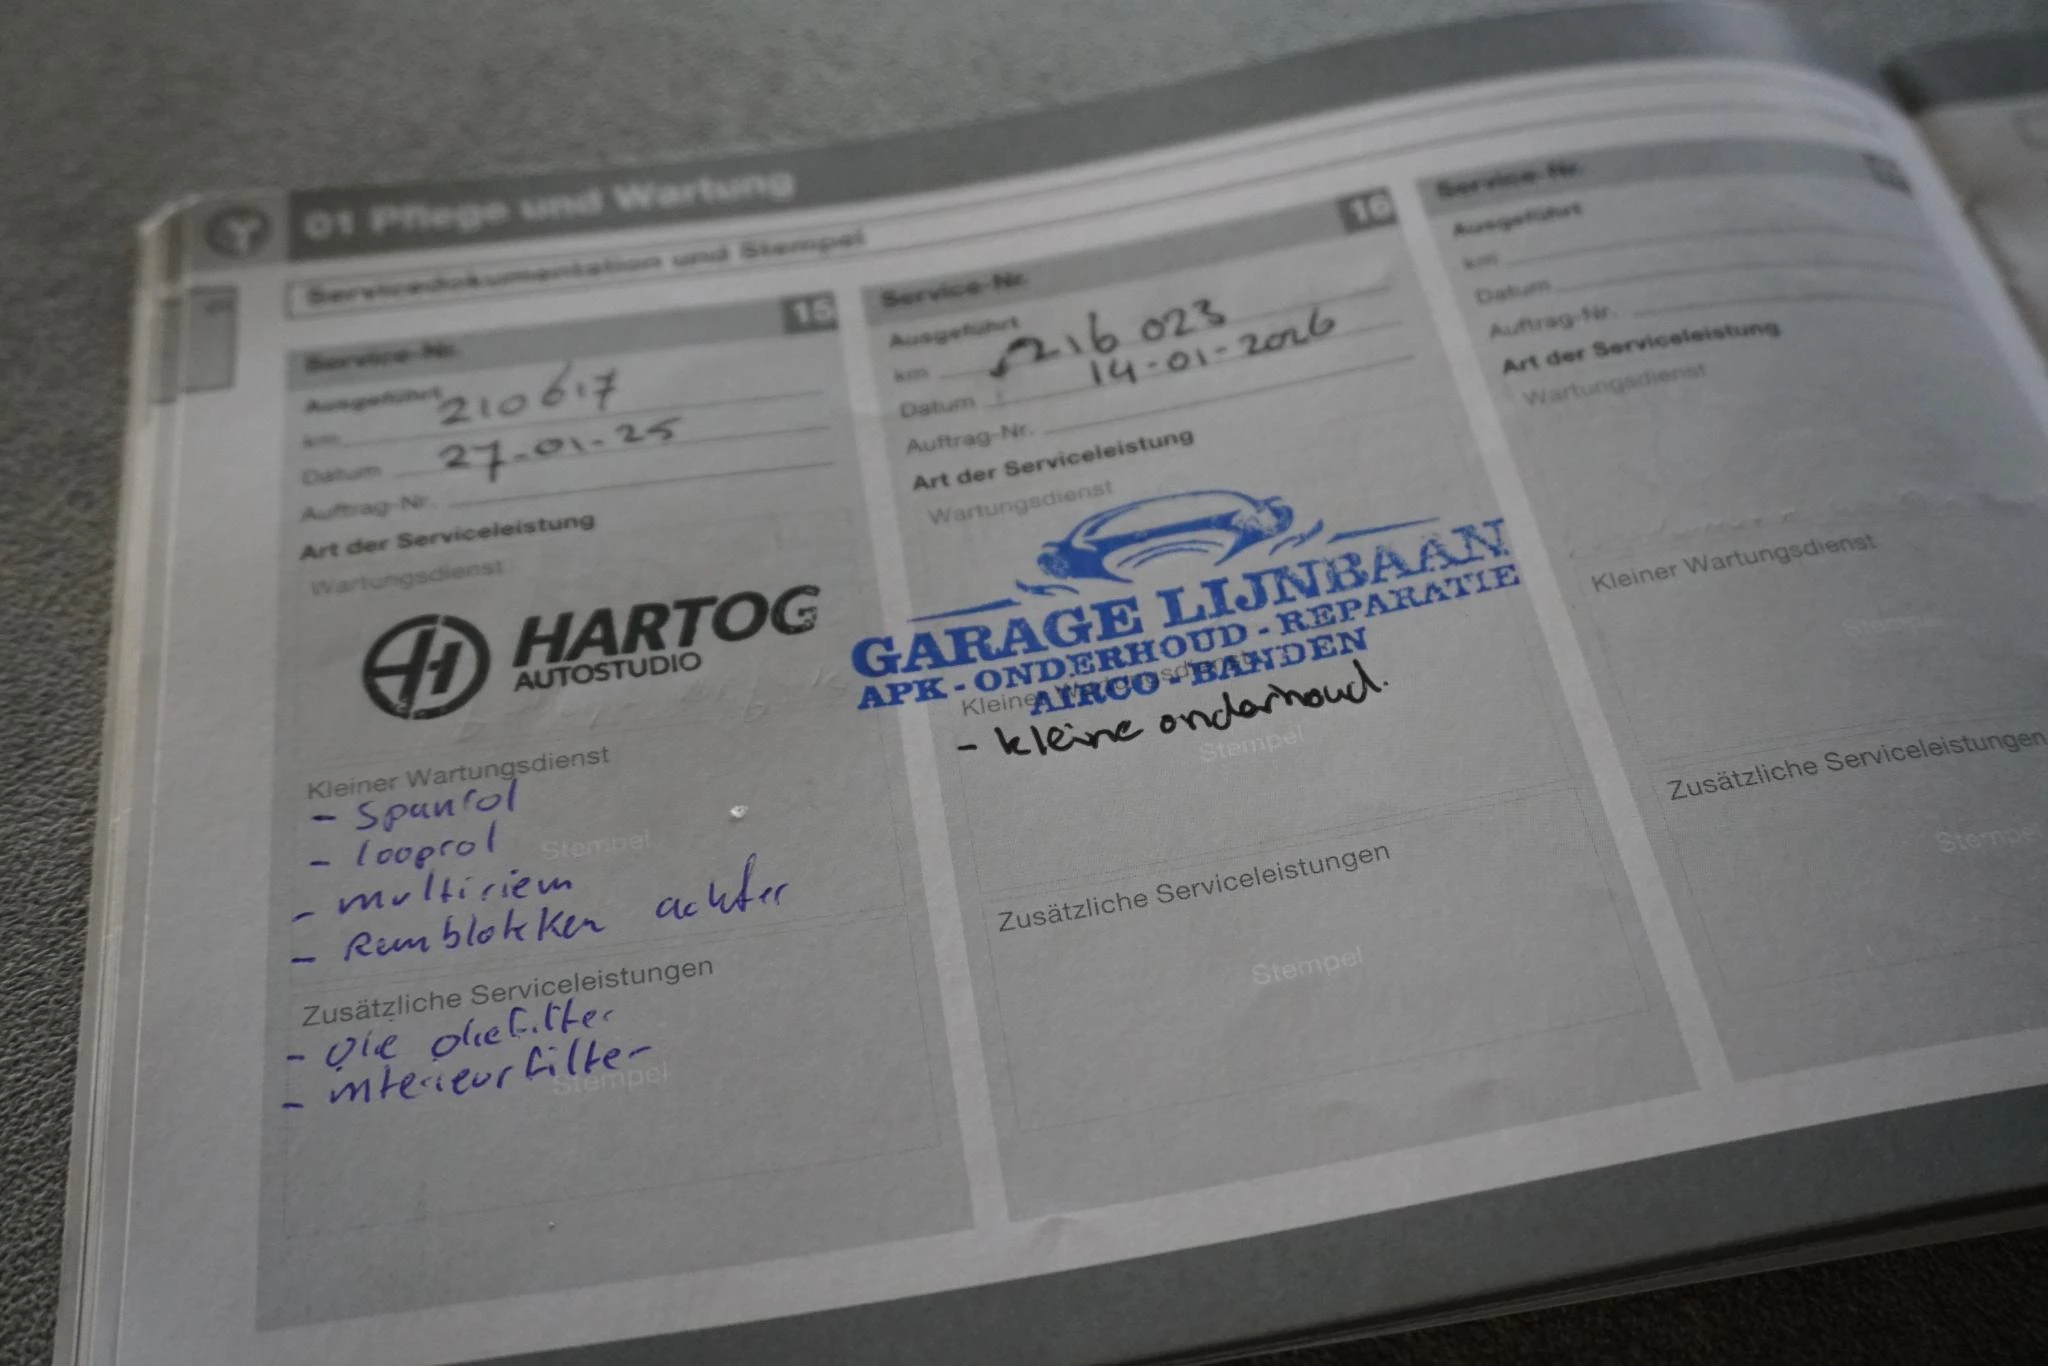 01 Pflege und Wartung
Servicedokumentation und Stempel
Service-Nr. 15
Ausgeführt
km 210617
Datum 27-01-25
Auftrag-Nr.
Art der Serviceleistung
Wartungsdienst
HARTOG
AUTOSTUDIO
Kleiner Wartungsdienst
- Spanrol
- looprol
Stempel
- multiriem
- Remblokken achter
Zusätzliche Serviceleistungen
- Olie oliefilter
- interieurfilter
Stempel
Service-Nr. 16
Ausgeführt
km 216 023
Datum 14-01-2026
Auftrag-Nr.
Art der Serviceleistung
Wartungsdienst
GARAGE LIJNBAAN
APK - ONDERHOUD - REPARATIE
AIRCO - BANDEN
Kleiner Wartungsdienst
- kleine onderhoud.
Stempel
Zusätzliche Serviceleistungen
Stempel
Service-Nr.
Ausgeführt
km
Datum
Auftrag-Nr.
Art der Serviceleistung
Wartungsdienst
Kleiner Wartungsdienst
Stempel
Zusätzliche Serviceleistungen
Stempel